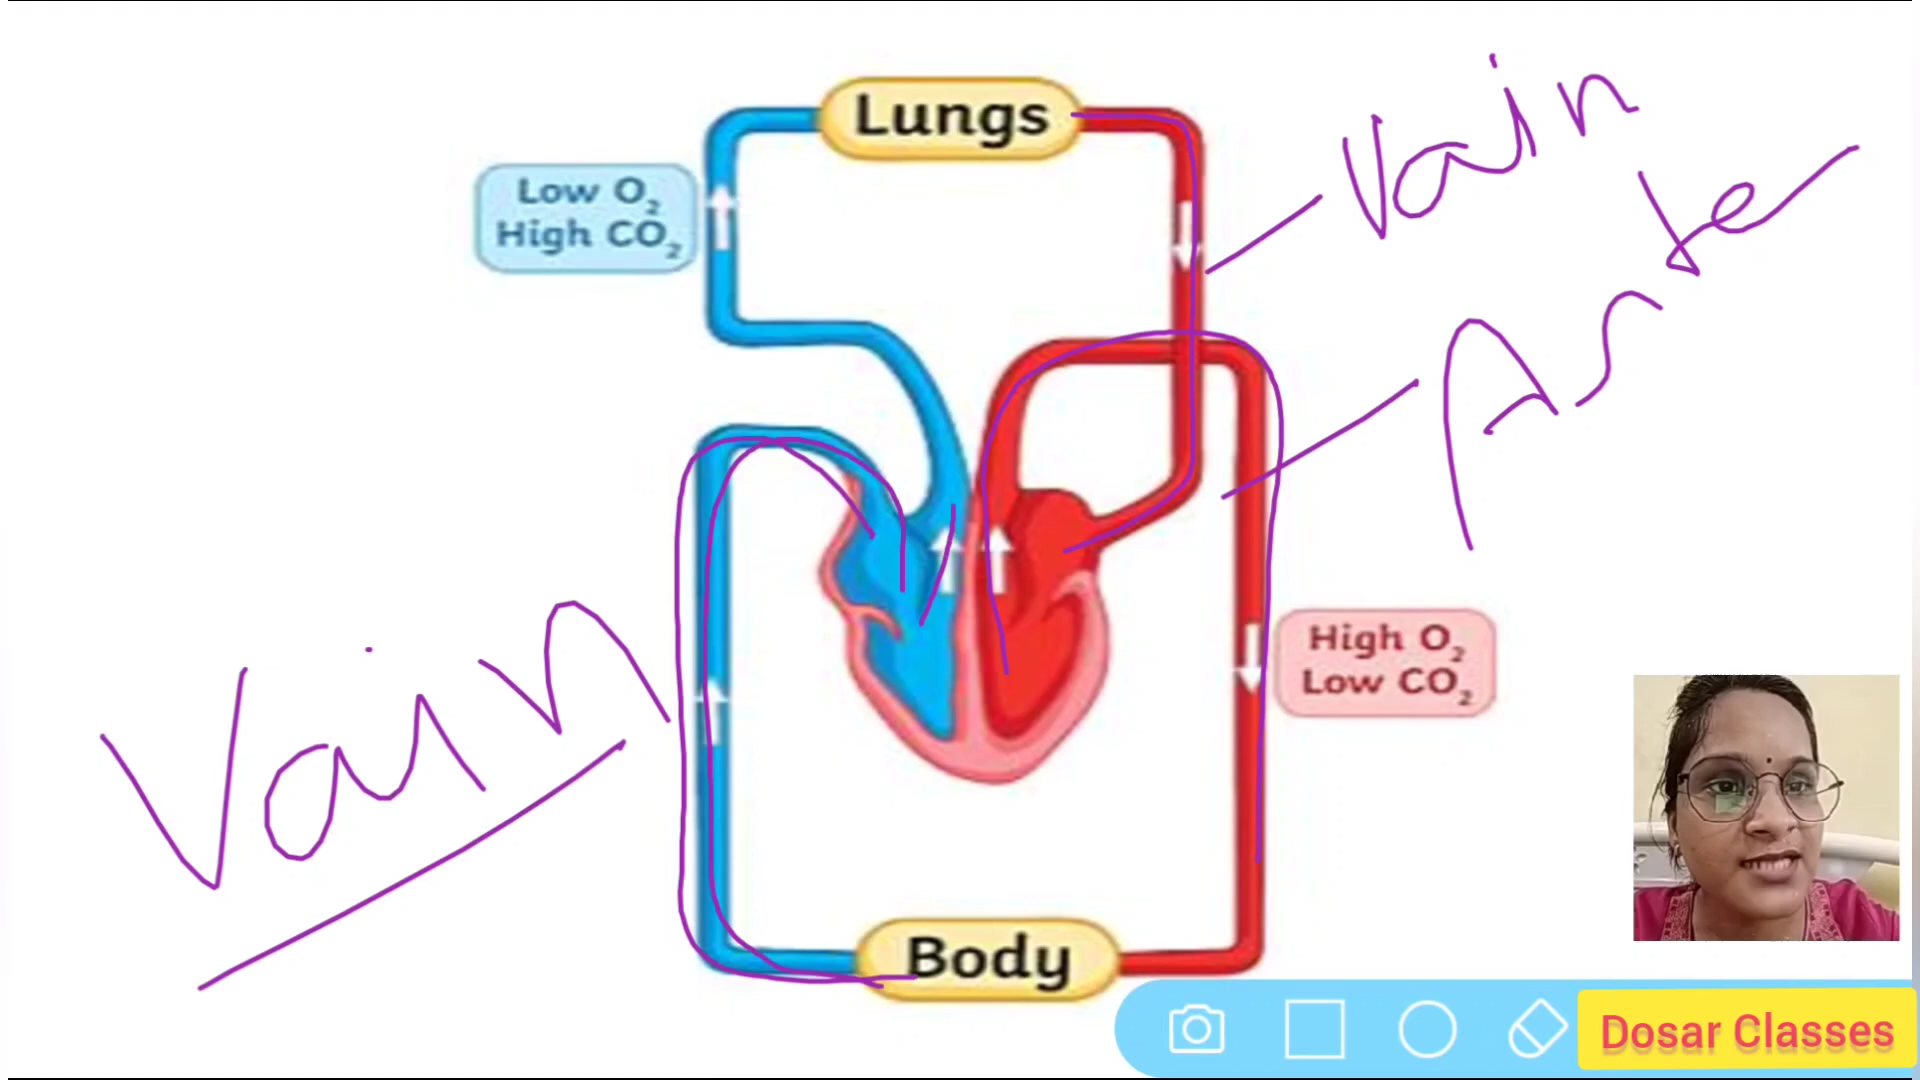 Lungs
Low O₂
High CO₂
Vain
Arte
Vain
High O₂
Low CO₂
Body
Dosar Classes